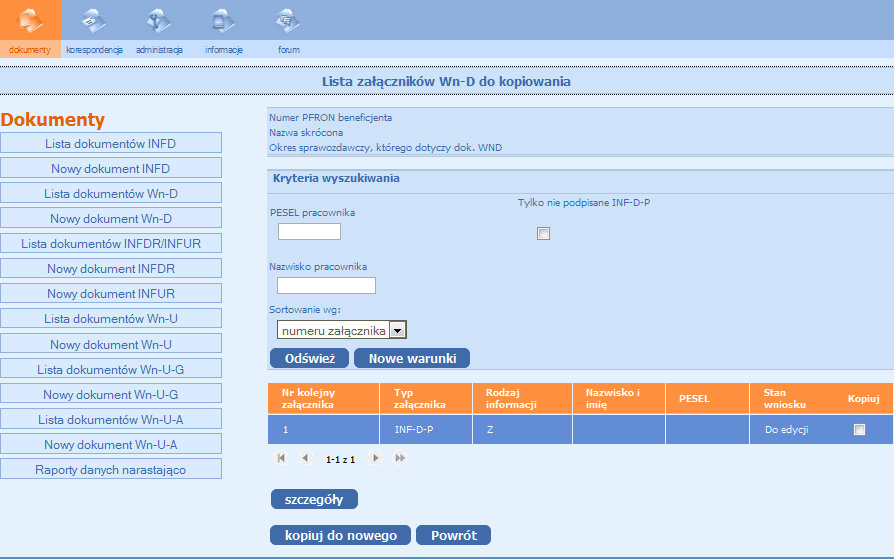 dokumenty korespondencja administracja informacje forum
Lista załączników Wn-D do kopiowania
Dokumenty
Lista dokumentów INFD
Nowy dokument INFD
Lista dokumentów Wn-D
Nowy dokument Wn-D
Lista dokumentów INFDR/INFUR
Nowy dokument INFDR
Nowy dokument INFUR
Lista dokumentów Wn-U
Nowy dokument Wn-U
Lista dokumentów Wn-U-G
Nowy dokument Wn-U-G
Lista dokumentów Wn-U-A
Nowy dokument Wn-U-A
Raporty danych narastająco
Numer PFRON beneficjenta
Nazwa skrócona
Okres sprawozdawczy, którego dotyczy dok. WND
Kryteria wyszukiwania
Tylko nie podpisane INF-D-P
PESEL pracownika
Nazwisko pracownika
Sortowanie wg:
numeru załącznika
Odśwież Nowe warunki
Nr kolejny załącznika Typ załącznika Rodzaj informacji Nazwisko i imię PESEL Stan wniosku Kopiuj
1 INF-D-P Z Do edycji
1-1 z 1
szczegóły
kopiuj do nowego Powrót